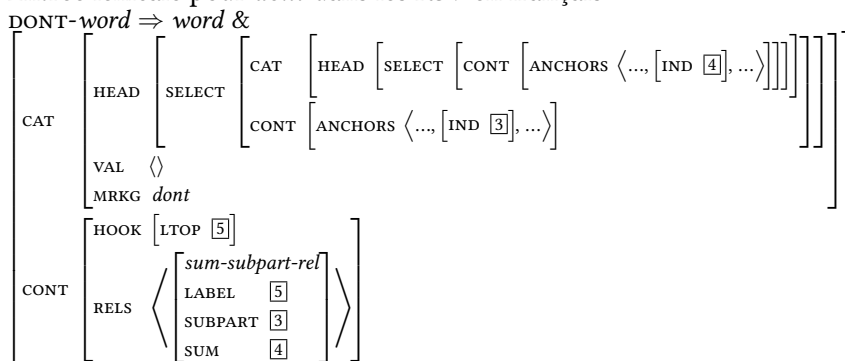 DONT-word ⇒ word &
CAT [HEAD [SELECT [CAT [HEAD [SELECT [CONT [ANCHORS ⟨..., [IND 4], ...⟩]]]]
CONT [ANCHORS ⟨..., [IND 3], ...⟩]]]
VAL ⟨⟩
MRKG dont]
CONT [HOOK [LTOP 5]
RELS ⟨[sum-subpart-rel
LABEL 5
SUBPART 3
SUM 4]⟩]